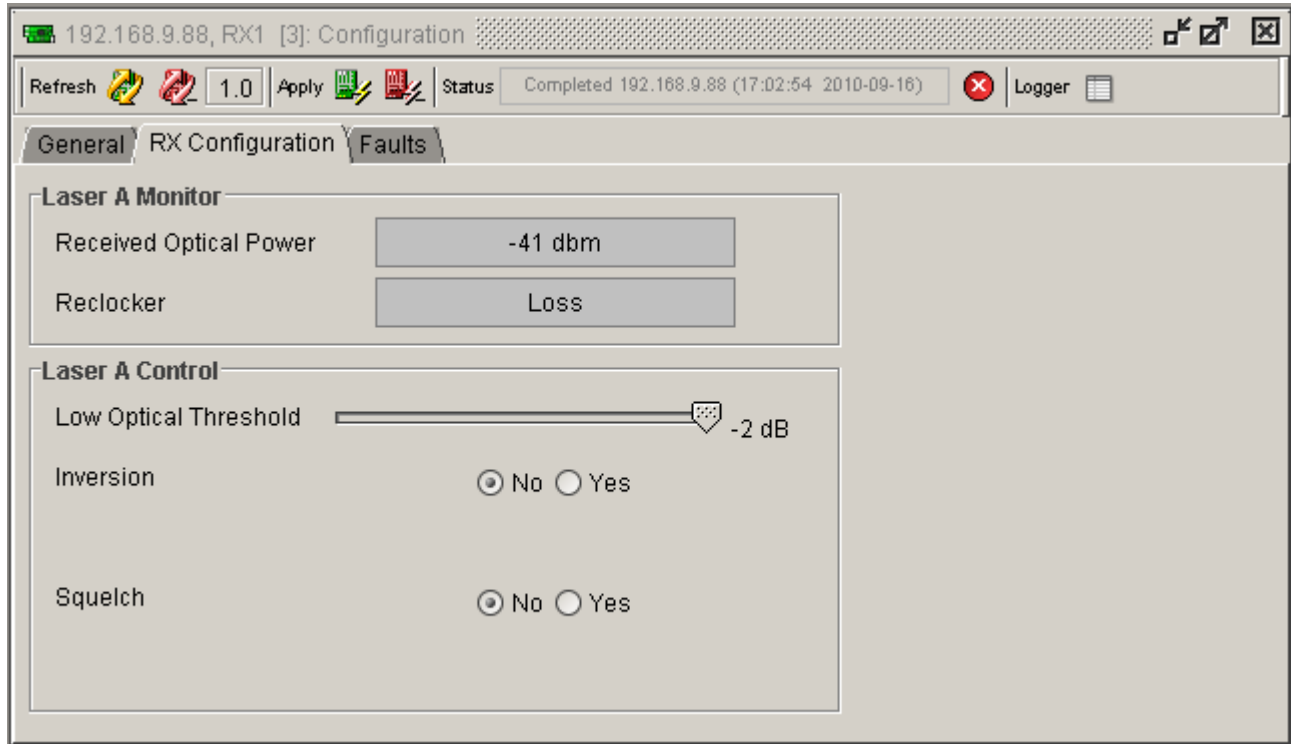 192.168.9.88, RX1 [3]: Configuration
Refresh 1.0 Apply Status Completed 192.168.9.88 (17:02:54 2010-09-16) Logger
General RX Configuration Faults
Laser A Monitor
Received Optical Power -41 dbm
Reclocker Loss
Laser A Control
Low Optical Threshold -2 dB
Inversion No Yes
Squelch No Yes